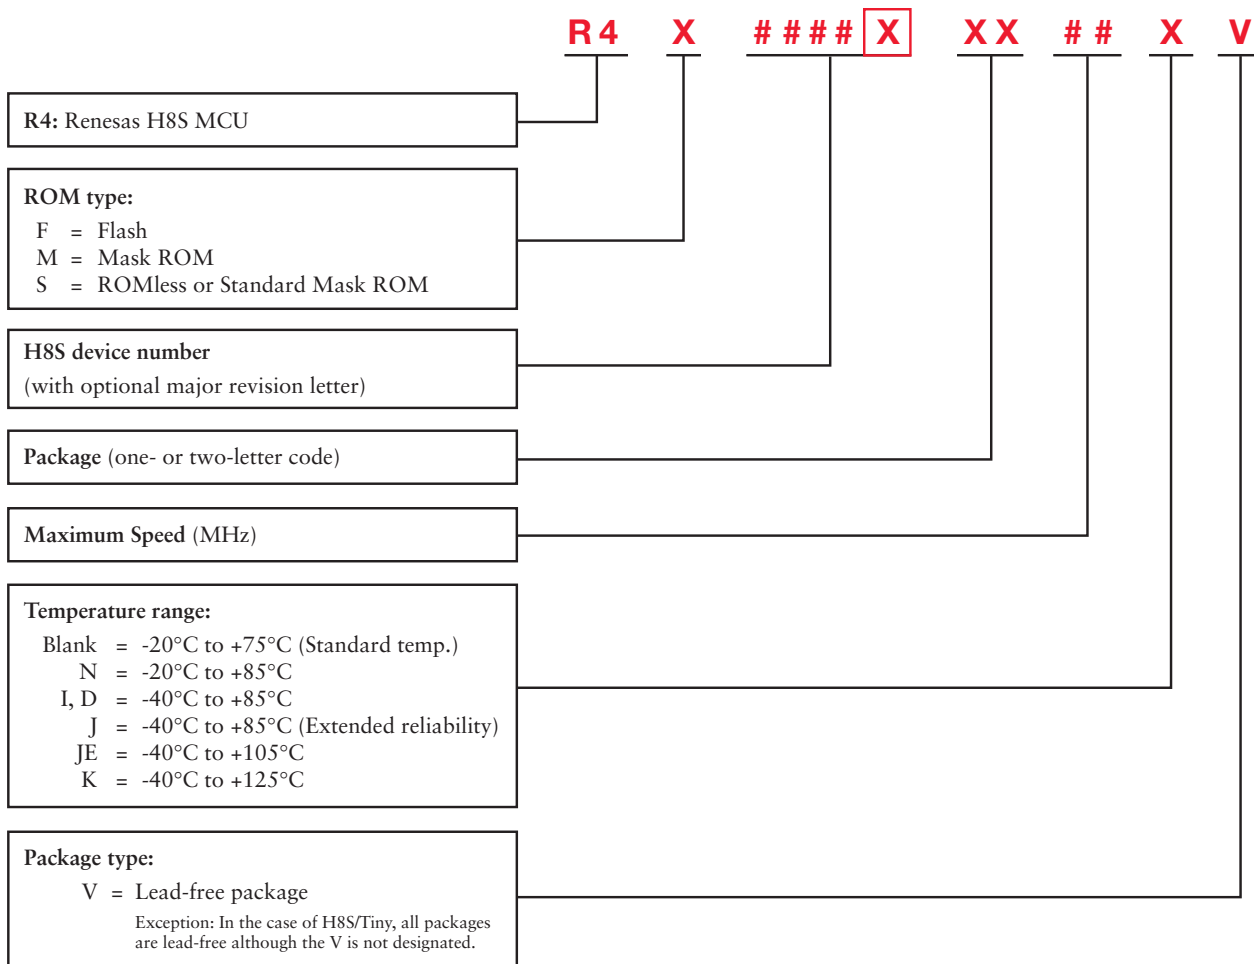 R4 X #### X XX ## X V
R4: Renesas H8S MCU
ROM type:
F = Flash
M = Mask ROM
S = ROMless or Standard Mask ROM
H8S device number
(with optional major revision letter)
Package (one- or two-letter code)
Maximum Speed (MHz)
Temperature range:
Blank = -20°C to +75°C (Standard temp.)
N = -20°C to +85°C
I, D = -40°C to +85°C
J = -40°C to +85°C (Extended reliability)
JE = -40°C to +105°C
K = -40°C to +125°C
Package type:
V = Lead-free package
Exception: In the case of H8S/Tiny, all packages
are lead-free although the V is not designated.